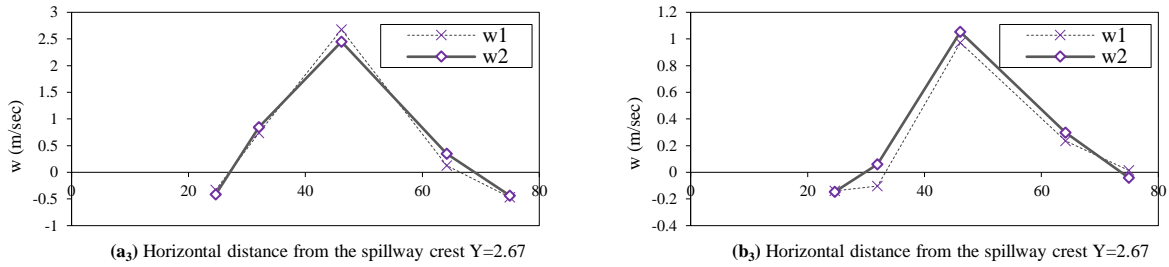 3
2.5
2
1.5
1
0.5
0
-0.5
-1
0 20 40 60 80
w (m/sec)
w1
w2
(a3) Horizontal distance from the spillway crest Y=2.67
1.2
1
0.8
0.6
0.4
0.2
0
-0.2
-0.4
0 20 40 60 80
w (m/sec)
w1
w2
(b3) Horizontal distance from the spillway crest Y=2.67